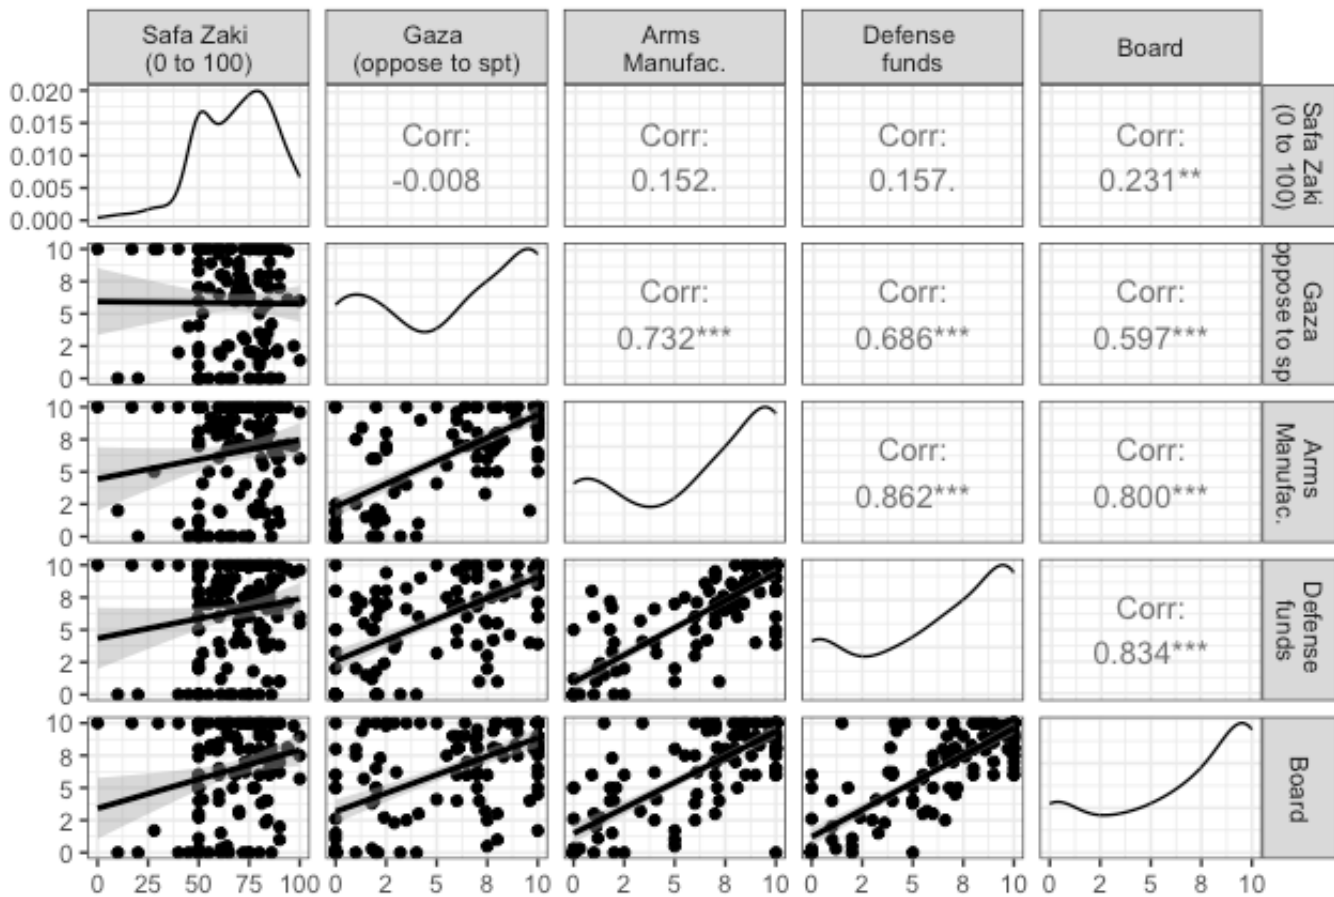 Safa Zaki
(0 to 100)
Gaza
(oppose to spt)
Arms
Manufac.
Defense
funds
Board
0.020
0.015
0.010
0.005
0.000
Corr:
-0.008
Corr:
0.152.
Corr:
0.157.
Corr:
0.231**
Safa Zaki
(0 to 100)
10
8
5
2
0
Corr:
0.732***
Corr:
0.686***
Corr:
0.597***
Gaza
oppose to sp
10
8
5
2
0
Corr:
0.862***
Corr:
0.800***
Arms
Manufac.
10
8
5
2
0
Corr:
0.834***
Defense
funds
10
8
5
2
0
Board
0 25 50 75 100
0 2 5 8 10
0 2 5 8 10
0 2 5 8 10
0 2 5 8 10